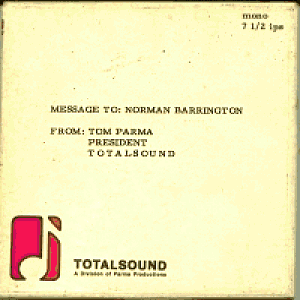 mono
7 1/2 ips
MESSAGE TO: NORMAN BARRINGTON
FROM: TOM PARMA
PRESIDENT
TOTALSOUND
TOTALSOUND
A Division of Parma Productions